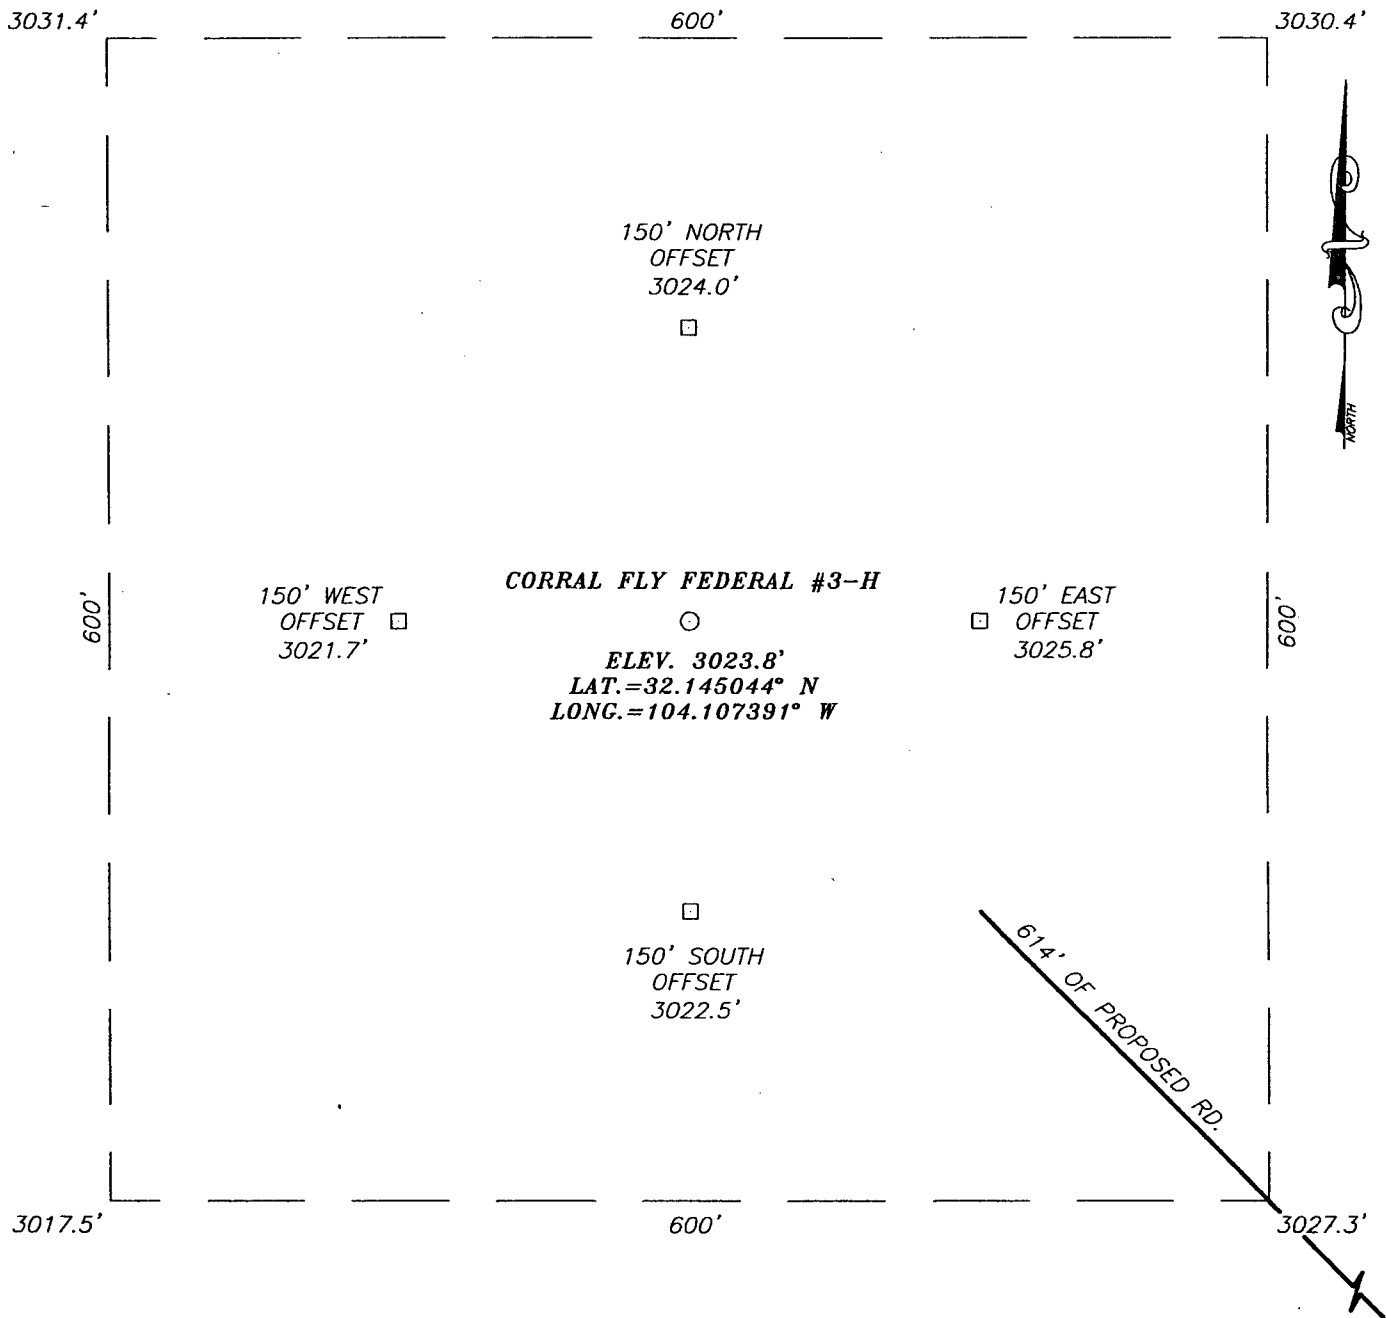 3031.4'
600'
3030.4'
NORTH
150' NORTH
OFFSET
3024.0'
CORRAL FLY FEDERAL #3-H
150' WEST
OFFSET
3021.7'
600'
150' EAST
OFFSET
3025.8'
600'
ELEV. 3023.8'
LAT.=32.145044° N
LONG.=104.107391° W
150' SOUTH
OFFSET
3022.5'
614' OF PROPOSED RD.
3017.5'
600'
3027.3'